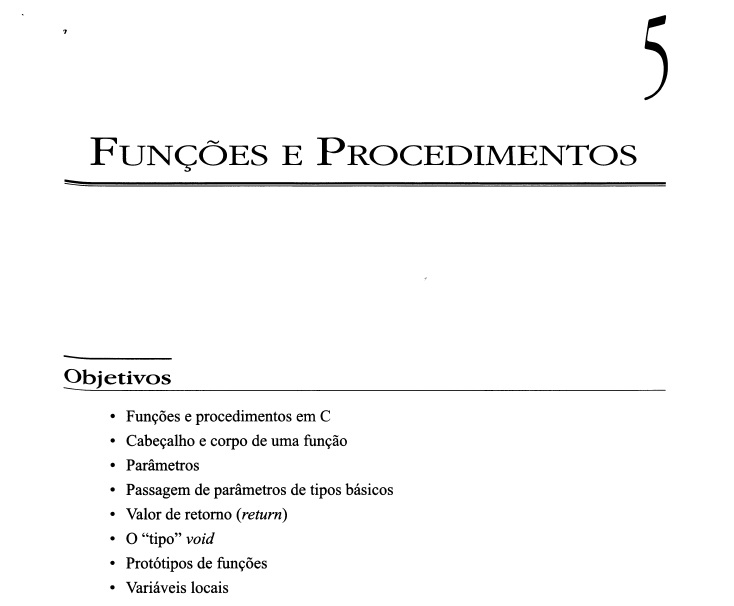 5
FUNÇÕES E PROCEDIMENTOS
Objetivos
• Funções e procedimentos em C
• Cabeçalho e corpo de uma função
• Parâmetros
• Passagem de parâmetros de tipos básicos
• Valor de retorno (return)
• O “tipo” void
• Protótipos de funções
• Variáveis locais